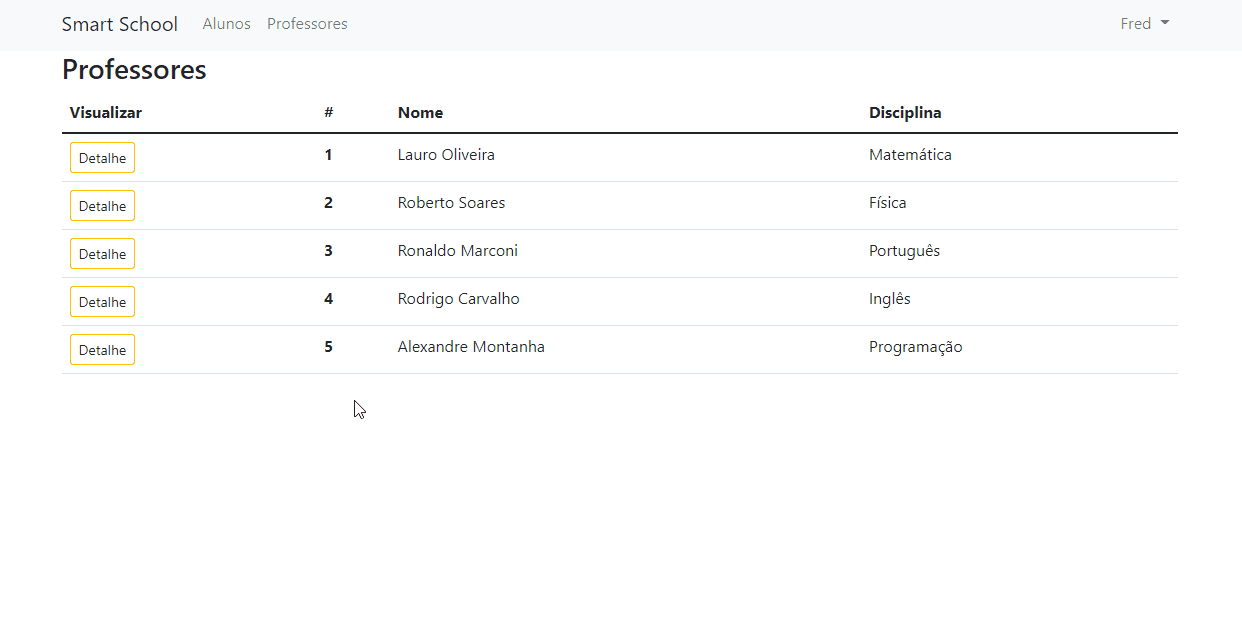 Smart School Alunos Professores Fred
Professores
Visualizar # Nome Disciplina
Detalhe 1 Lauro Oliveira Matemática
Detalhe 2 Roberto Soares Física
Detalhe 3 Ronaldo Marconi Português
Detalhe 4 Rodrigo Carvalho Inglês
Detalhe 5 Alexandre Montanha Programação